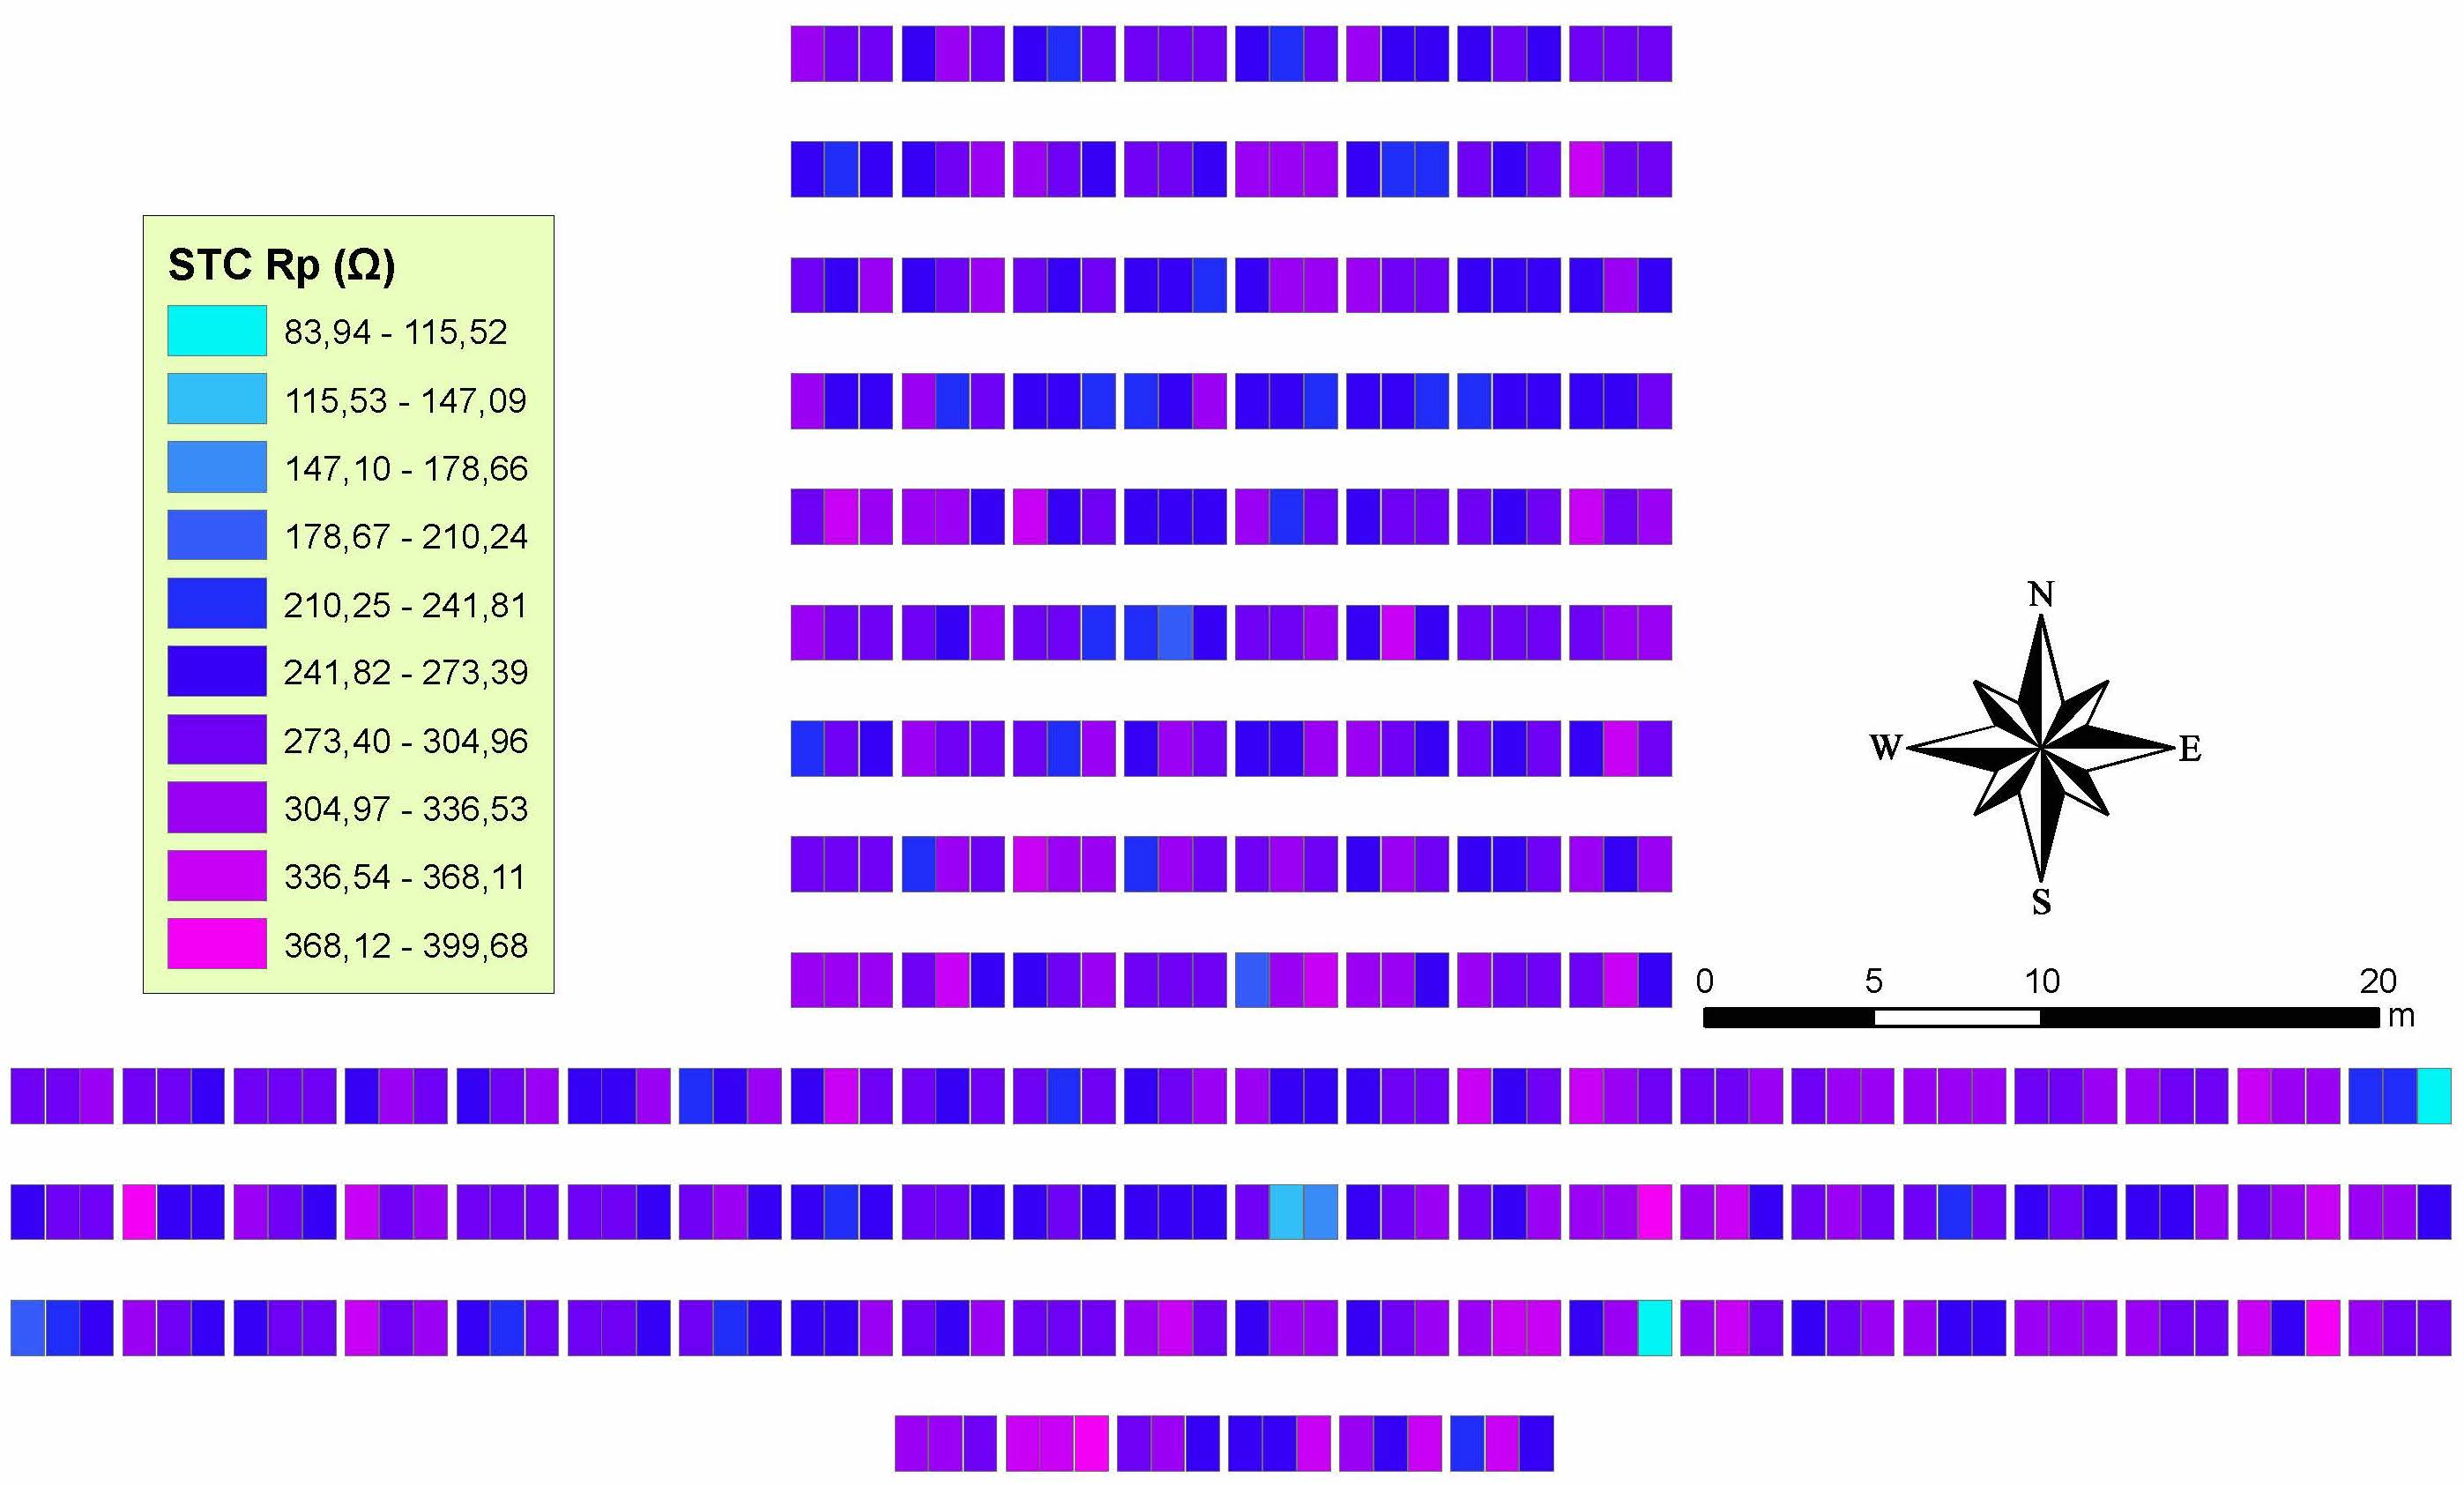 STC Rp (Ω)
83,94 - 115,52
115,53 - 147,09
147,10 - 178,66
178,67 - 210,24
210,25 - 241,81
241,82 - 273,39
273,40 - 304,96
304,97 - 336,53
336,54 - 368,11
368,12 - 399,68
N
W E
S
0 5 10 20
m